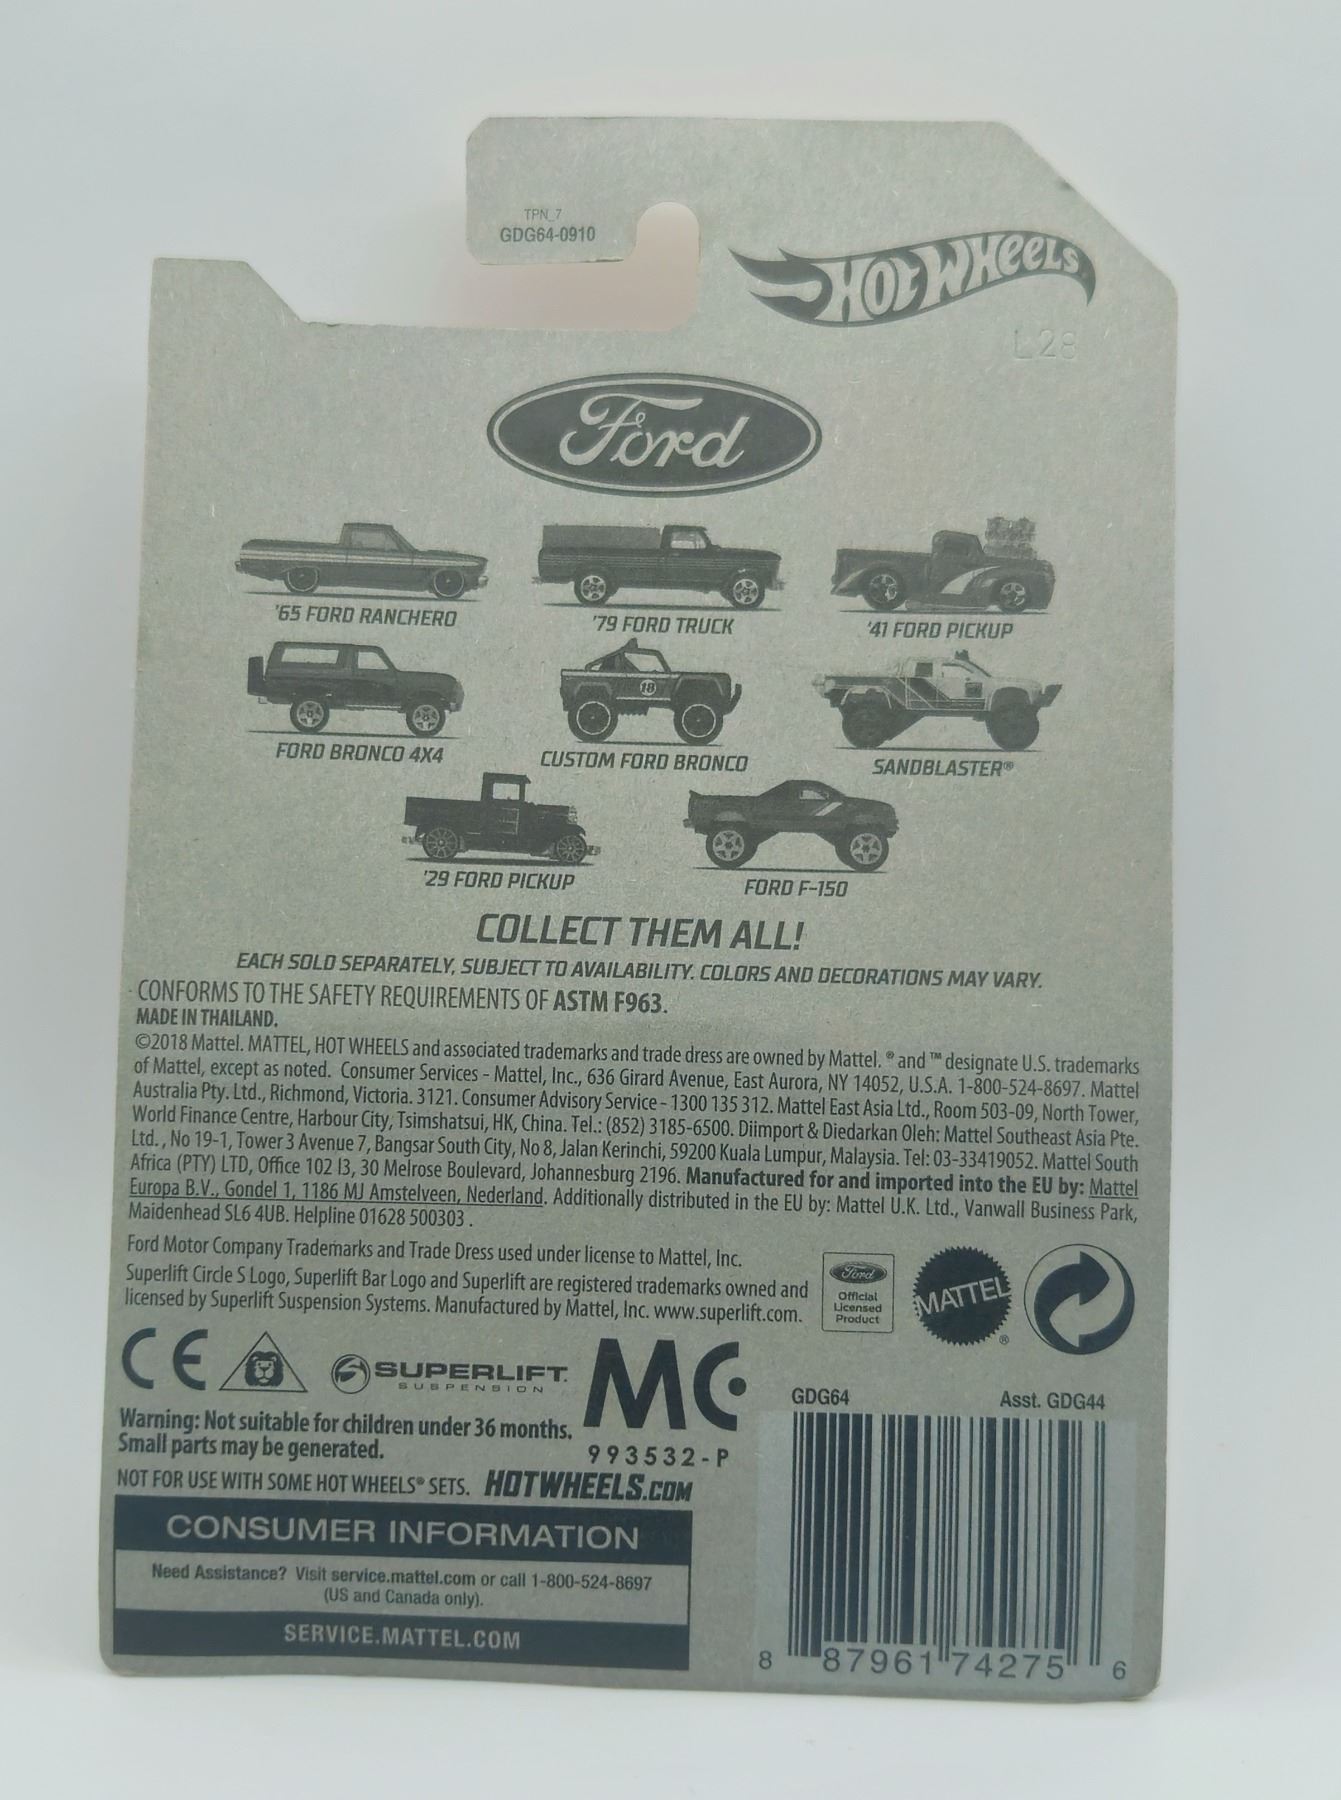 TPN_7
GDG64-0910
HOT WHEELS
L28
Ford
'65 FORD RANCHERO
'79 FORD TRUCK
'41 FORD PICKUP
18
FORD BRONCO 4X4
CUSTOM FORD BRONCO
SANDBLASTER®
'29 FORD PICKUP
FORD F-150
COLLECT THEM ALL!
EACH SOLD SEPARATELY, SUBJECT TO AVAILABILITY. COLORS AND DECORATIONS MAY VARY.
CONFORMS TO THE SAFETY REQUIREMENTS OF ASTM F963.
MADE IN THAILAND.
©2018 Mattel. MATTEL, HOT WHEELS and associated trademarks and trade dress are owned by Mattel. ® and ™ designate U.S. trademarks
of Mattel, except as noted. Consumer Services - Mattel, Inc., 636 Girard Avenue, East Aurora, NY 14052, U.S.A. 1-800-524-8697. Mattel
Australia Pty. Ltd., Richmond, Victoria. 3121. Consumer Advisory Service - 1300 135 312. Mattel East Asia Ltd., Room 503-09, North Tower,
World Finance Centre, Harbour City, Tsimshatsui, HK, China. Tel.: (852) 3185-6500. Diimport & Diedarkan Oleh: Mattel Southeast Asia Pte.
Ltd., No 19-1, Tower 3 Avenue 7, Bangsar South City, No 8, Jalan Kerinchi, 59200 Kuala Lumpur, Malaysia. Tel: 03-33419052. Mattel South
Africa (PTY) LTD, Office 102 I3, 30 Melrose Boulevard, Johannesburg 2196. Manufactured for and imported into the EU by: Mattel
Europa B.V., Gondel 1, 1186 MJ Amstelveen, Nederland. Additionally distributed in the EU by: Mattel U.K. Ltd., Vanwall Business Park,
Maidenhead SL6 4UB. Helpline 01628 500303.
Ford Motor Company Trademarks and Trade Dress used under license to Mattel, Inc.
Superlift Circle S Logo, Superlift Bar Logo and Superlift are registered trademarks owned and
licensed by Superlift Suspension Systems. Manufactured by Mattel, Inc. www.superlift.com.
Ford
Official
Licensed
Product
MATTEL®
CE
SUPERLIFT
SUSPENSION
MC
993532-P
Warning: Not suitable for children under 36 months.
Small parts may be generated.
NOT FOR USE WITH SOME HOT WHEELS® SETS. HOTWHEELS.COM
CONSUMER INFORMATION
Need Assistance? Visit service.mattel.com or call 1-800-524-8697
(US and Canada only).
SERVICE.MATTEL.COM
GDG64 Asst. GDG44
8 87961 74275 6